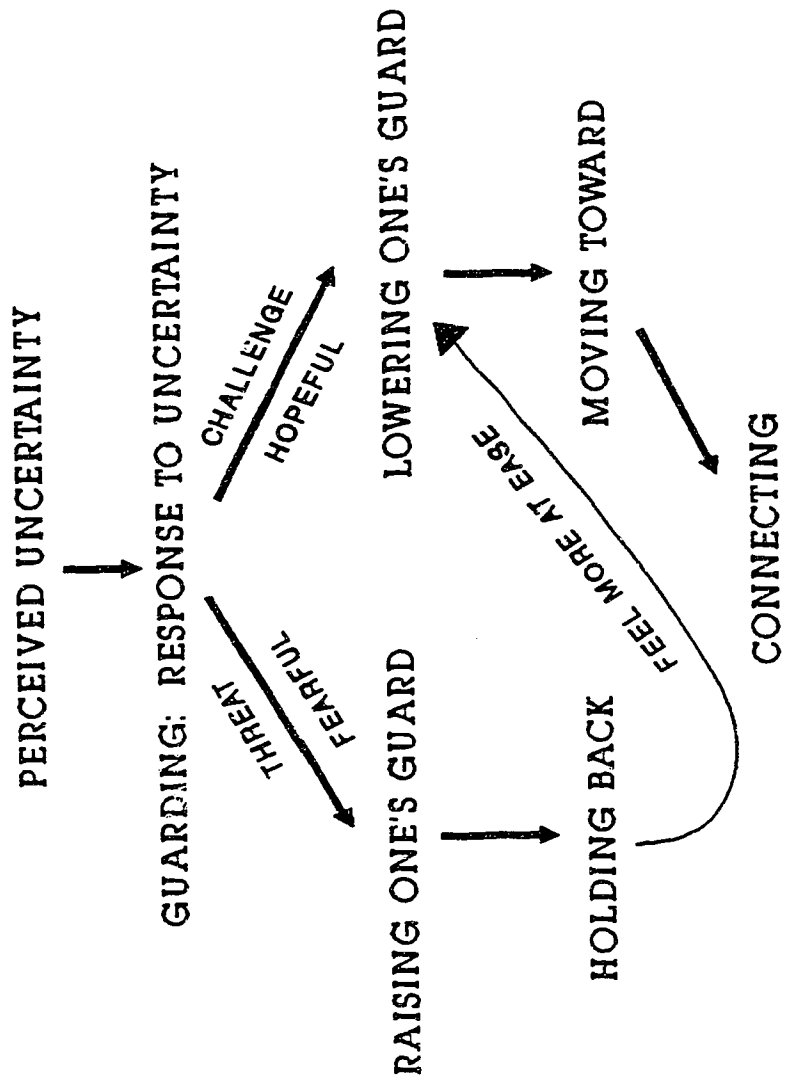 PERCEIVED UNCERTAINTY
GUARDING: RESPONSE TO UNCERTAINTY
THREAT
FEARFUL
CHALLENGE
HOPEFUL
RAISING ONE'S GUARD
LOWERING ONE'S GUARD
FEEL MORE AT EASE
HOLDING BACK
MOVING TOWARD
CONNECTING